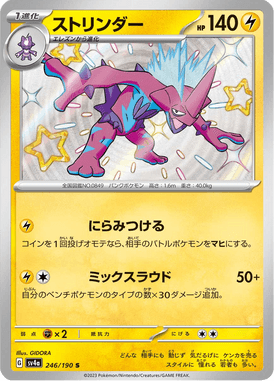 1進化
ストリンダー
HP 140
エレズンから進化
全国図鑑NO.0849 パンクポケモン 高さ:1.6m 重さ:40.0kg
にらみつける
コインを1回投げオモテなら、相手のバトルポケモンをマヒにする。
ミックスラウド 50+
自分のベンチポケモンのタイプの数×30ダメージ追加。
弱点 ×2 抵抗力 にげる
Illus. GIDORA
sv4a 246/190 S
どんな 相手にも 動じず 気だるげに ケンカを売る。
©2023 Pokémon/Nintendo/Creatures/GAME FREAK.